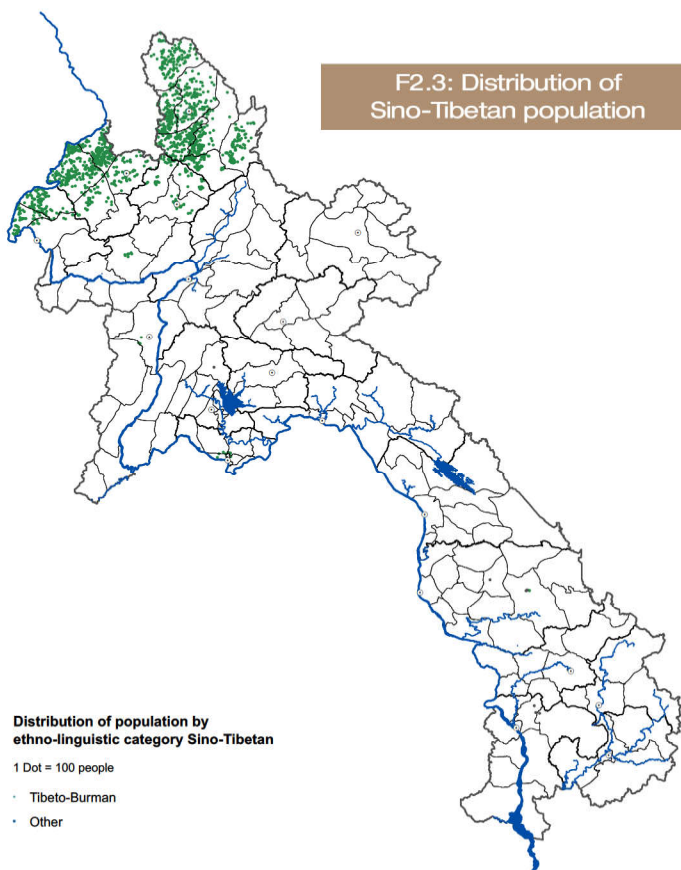 F2.3: Distribution of
Sino-Tibetan population
Distribution of population by
ethno-linguistic category Sino-Tibetan
1 Dot = 100 people
Tibeto-Burman
Other